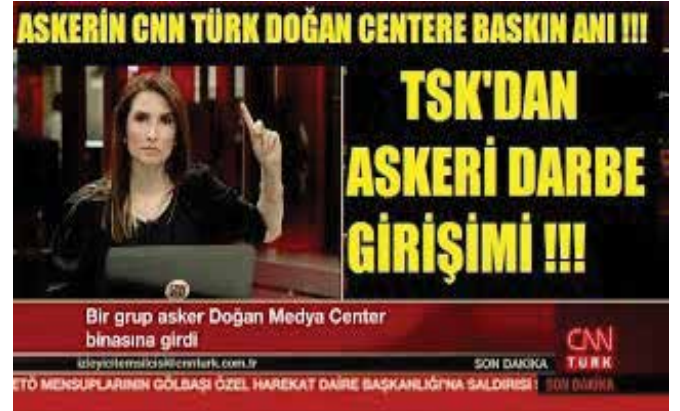 ASKERİN CNN TÜRK DOĞAN CENTERE BASKIN ANI !!!
TSK'DAN
ASKERİ DARBE
GİRİŞİMİ !!!
Bir grup asker Doğan Medya Center
binasına girdi
CNN
TURK
izleyicitemsilcisi@cnnturk.com.tr
SON DAKİKA
ETÖ MENSUPLARININ GÖLBAŞI ÖZEL HAREKAT DAİRE BAŞKANLIĞI'NA SALDIRISI
SON DAKİKA